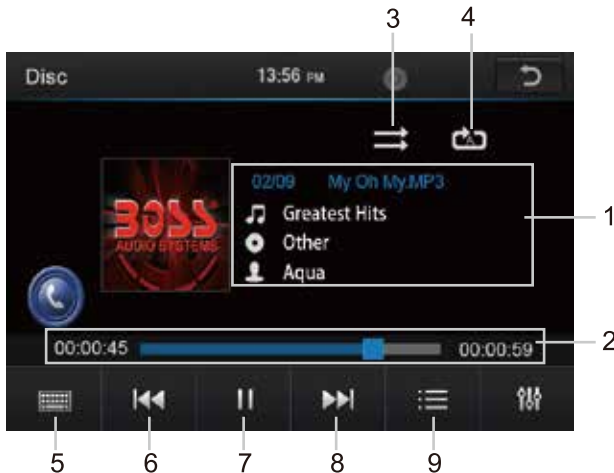 3 4
Disc 13:56 PM
A
02/09 My Oh My.MP3
Greatest Hits
1
BOSS
AUDIO SYSTEMS
Other
Aqua
00:00:45 00:00:59 2
5 6 7 8 9